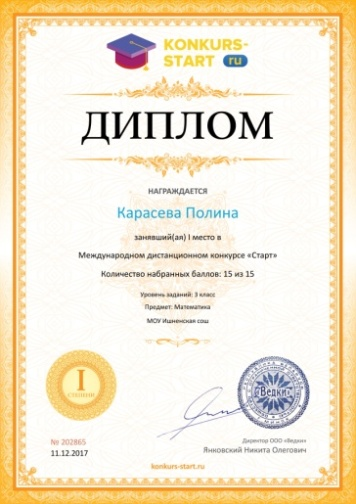 KONKURS-
START ru
ДИПЛОМ
НАГРАЖДАЕТСЯ
Карасева Полина
занявший(ая) I место в
Международном дистанционном конкурсе «Старт»
Количество набранных баллов: 15 из 15
Уровень заданий: 3 класс
Предмет: Математика
МОУ Ишненская сош
I
СТЕПЕНИ
«Ведки»
№ 202865
11.12.2017
Директор ООО «Ведки»
Янковский Никита Олегович
konkurs-start.ru